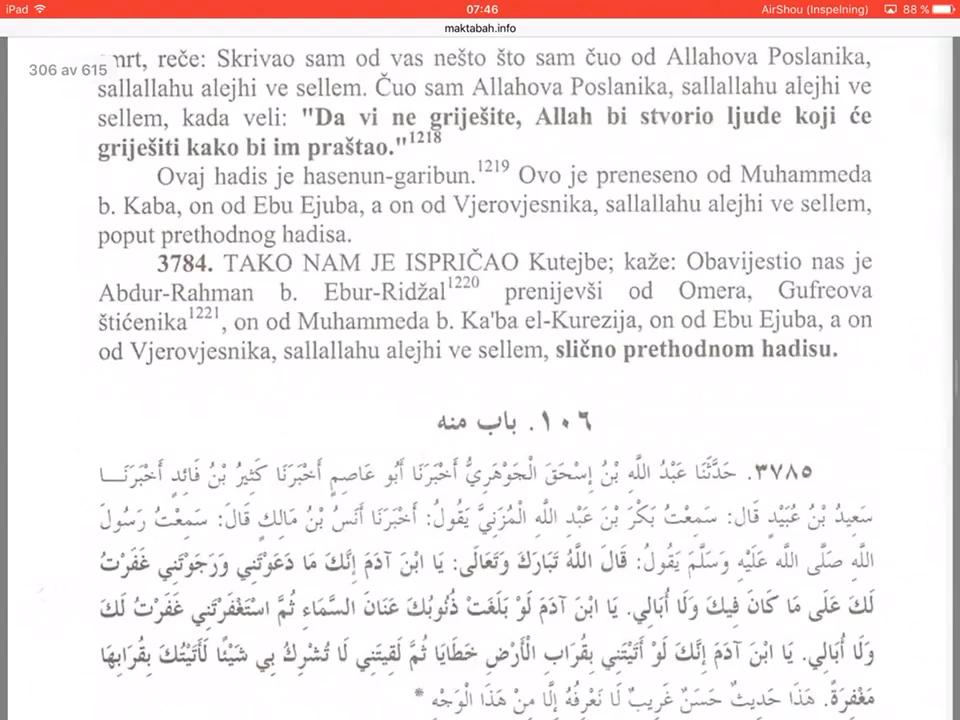 iPad 07:46 AirShou (Inspelning) 88 %
maktabah.info
306 av 615
smrt, reče: Skrivao sam od vas nešto što sam čuo od Allahova Poslanika,
sallallahu alejhi ve sellem. Čuo sam Allahova Poslanika, sallallahu alejhi ve
sellem, kada veli: "Da vi ne griješite, Allah bi stvorio ljude koji će
griješiti kako bi im praštao."1218
Ovaj hadis je hasenun-garibun.1219 Ovo je preneseno od Muhammeda
b. Kaba, on od Ebu Ejuba, a on od Vjerovjesnika, sallallahu alejhi ve sellem,
poput prethodnog hadisa.
3784. TAKO NAM JE ISPRIČAO Kutejbe; kaže: Obavijestio nas je
Abdur-Rahman b. Ebur-Ridžal1220 prenijevši od Omera, Gufreova
štićenika1221, on od Muhammeda b. Ka'ba el-Kurezija, on od Ebu Ejuba, a on
od Vjerovjesnika, sallallahu alejhi ve sellem, slično prethodnom hadisu.
١٠٦. باب منه
٣٧٨٥. حَدَّثَنَا عَبْدُ اللَّهِ بْنُ إِسْحَقَ الْجَوْهَرِيُّ أَخْبَرَنَا أَبُو عَاصِمٍ أَخْبَرَنَا كَثِيرُ بْنُ فَائِدٍ أَخْبَرَنَـــا
سَعِيدُ بْنُ عُبَيْدٍ قَال: سَمِعْتُ بَكْرَ بْنَ عَبْدِ اللَّهِ الْمُزَنِيَّ يَقُولُ: أَخْبَرَنَا أَنَسُ بْنُ مَالِكٍ قَالَ: سَمِعْتُ رَسُولَ
اللَّهِ صَلَّى اللَّه عَلَيْهِ وَسَلَّمَ يَقُولُ: قَالَ اللَّهُ تَبَارَكَ وَتَعَالَى: يَا ابْنَ آدَمَ إِنَّكَ مَا دَعَوْتَنِي وَرَجَوْتَنِي غَفَرْتُ
لَكَ عَلَى مَا كَانَ فِيكَ وَلَا أُبَالِي. يَا ابْنَ آدَمَ لَوْ بَلَغَتْ ذُنُوبُكَ عَنَانَ السَّمَاءِ ثُمَّ اسْتَغْفَرْتَنِي غَفَرْتُ لَكَ
وَلَا أُبَالِي. يَا ابْنَ آدَمَ إِنَّكَ لَوْ أَتَيْتَنِي بِقُرَابِ الْأَرْضِ خَطَايَا ثُمَّ لَقِيتَنِي لَا تُشْرِكُ بِي شَيْئًا لَأَتَيْتُكَ بِقُرَابِهَا
مَغْفِرَةً. هَذَا حَدِيثٌ حَسَنٌ غَرِيبٌ لَا نَعْرِفُهُ إِلَّا مِنْ هَذَا الْوَجْهِ *